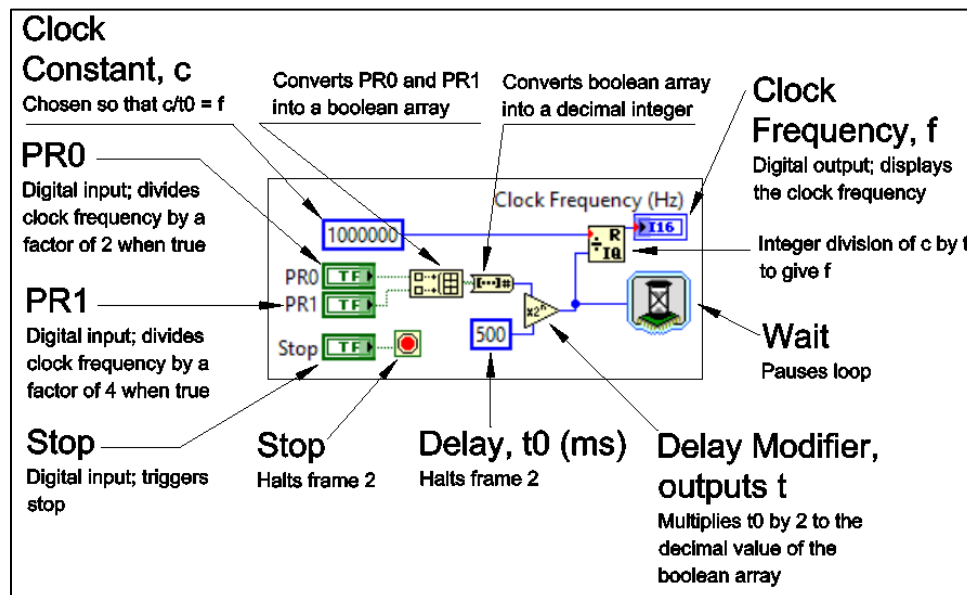 Clock
Constant, c
Chosen so that c/t0 = f
Converts PR0 and PR1
into a boolean array
Converts boolean array
into a decimal integer
Clock
Frequency, f
Digital output; displays
the clock frequency
PR0
Digital input; divides
clock frequency by a
factor of 2 when true
Clock Frequency (Hz)
1000000
R
IQ
I16
Integer division of c by t
to give f
PR0
TF
PR1
TF
[...]#
x2ⁿ
500
Stop
TF
PR1
Digital input; divides
clock frequency by a
factor of 4 when true
Wait
Pauses loop
Stop
Digital input; triggers
stop
Stop
Halts frame 2
Delay, t0 (ms)
Halts frame 2
Delay Modifier,
outputs t
Multiplies t0 by 2 to the
decimal value of the
boolean array